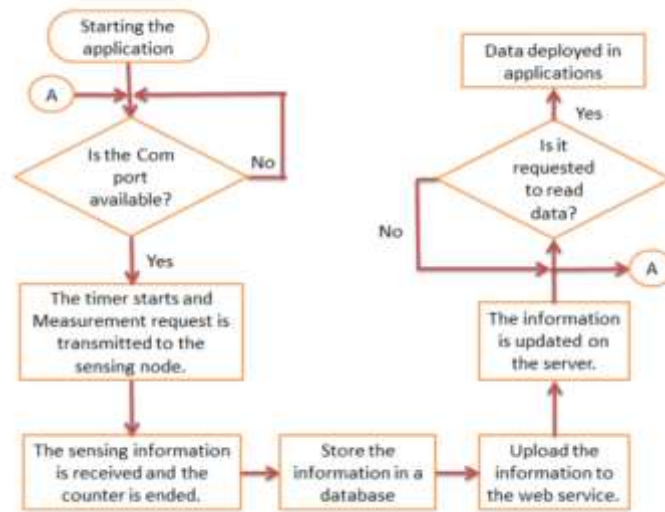 Starting the
application
A
Is the Com
port
available?
No
Yes
The timer starts and
Measurement request is
transmitted to the
sensing node.
The sensing information
is received and the
counter is ended.
Store the
information in a
database
Upload the
information to
the web service.
The information
is updated on
the server.
A
Is it
requested
to read
data?
No
Yes
Data deployed in
applications